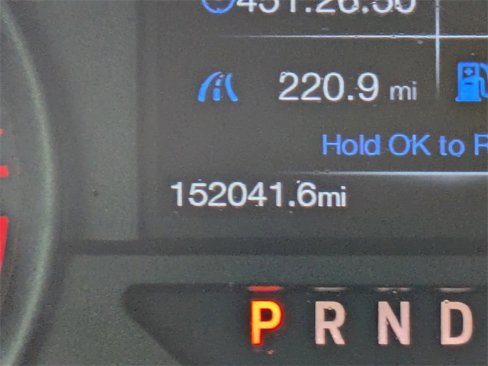 220.9 mi
Hold OK to
152041.6mi
P R N D